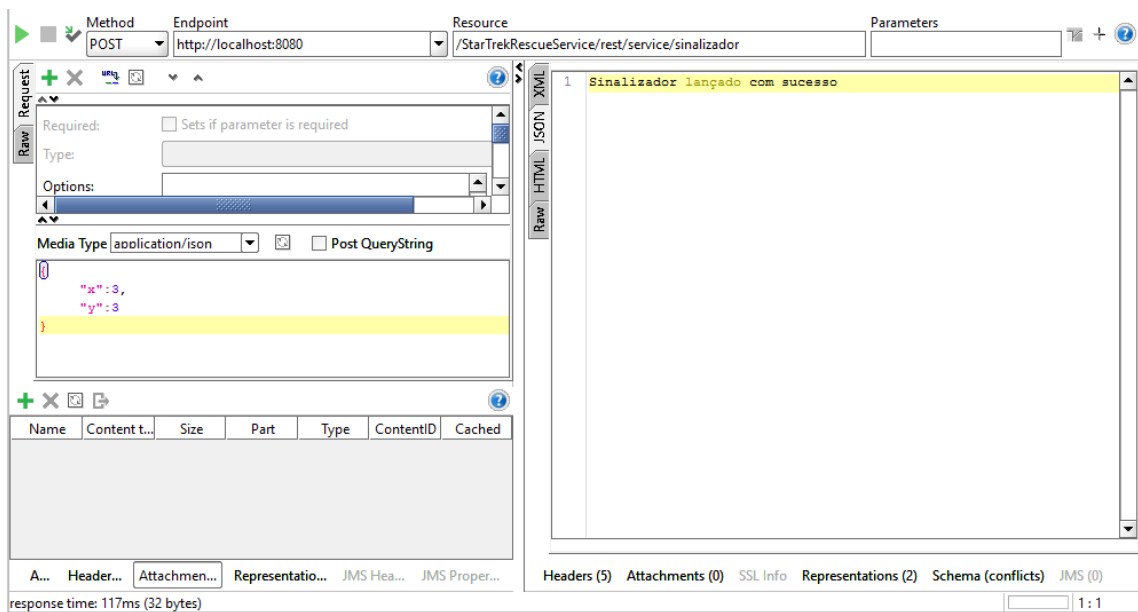 Method Endpoint Resource Parameters
POST http://localhost:8080 /StarTrekRescueService/rest/service/sinalizador
Request
Raw
Required: Sets if parameter is required
Type:
Options:
Media Type application/json Post QueryString
{
"x":3,
"y":3
}
Name Content t... Size Part Type ContentID Cached
A... Header... Attachmen... Representatio... JMS Hea... JMS Proper...
response time: 117ms (32 bytes)
XML
JSON
HTML
Raw
1 Sinalizador lançado com sucesso
Headers (5) Attachments (0) SSL Info Representations (2) Schema (conflicts) JMS (0)
1 : 1